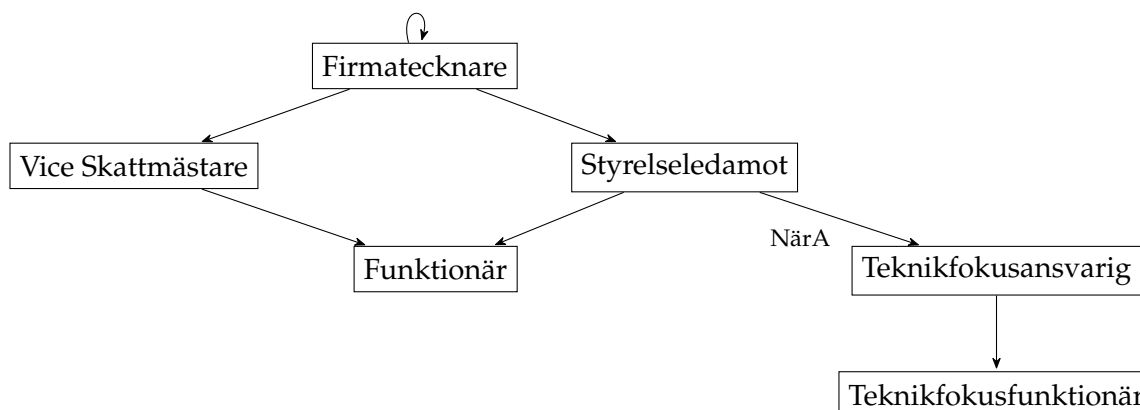 Firmatecknare
Vice Skattmästare
Styrelseledamot
NärA
Funktionär
Teknikfokusansvarig
Teknikfokusfunktionär